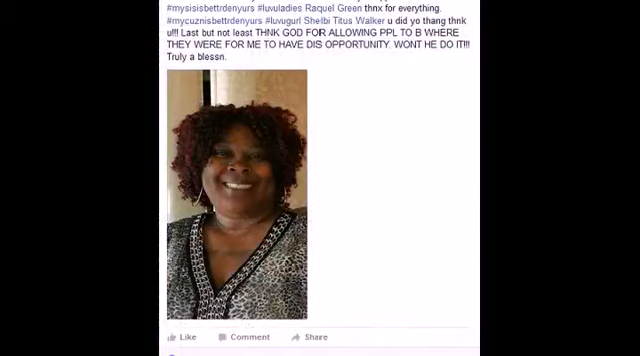 #mysisisbettrdenyurs #luvuladies Raquel Green thnx for everything.
#mycuznisbettrdenyurs #luvugurl Shelbi Titus Walker u did yo thang thnk
u!!! Last but not least THNK GOD FOR ALLOWING PPL TO B WHERE
THEY WERE FOR ME TO HAVE DIS OPPORTUNITY. WONT HE DO IT!!!
Truly a blessn.
Like Comment Share